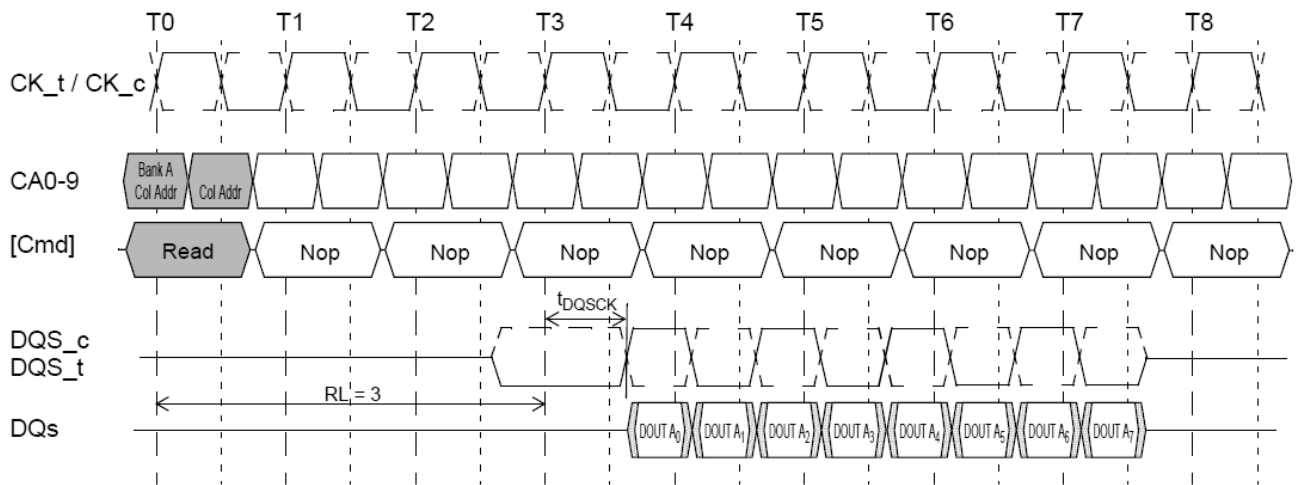 T0 T1 T2 T3 T4 T5 T6 T7 T8
CK_t / CK_c
CA0-9
Bank A
Col Addr
Col Addr
[Cmd]
Read Nop Nop Nop Nop Nop Nop Nop Nop
tDQSCK
DQS_c
DQS_t
RL = 3
DQs
DOUT A0 DOUT A1 DOUT A2 DOUT A3 DOUT A4 DOUT A5 DOUT A6 DOUT A7